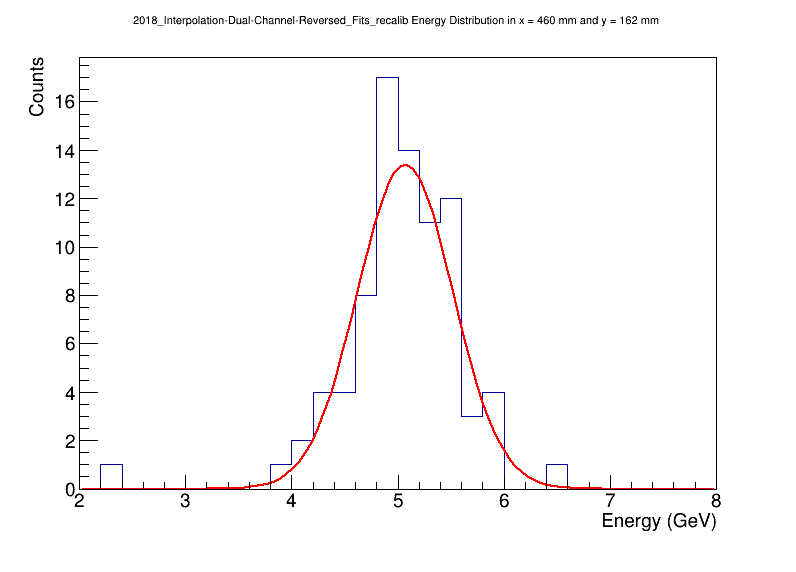 2018_Interpolation-Dual-Channel-Reversed_Fits_recalib Energy Distribution in x = 460 mm and y = 162 mm
Counts
16
14
12
10
8
6
4
2
0
2 3 4 5 6 7 8
Energy (GeV)